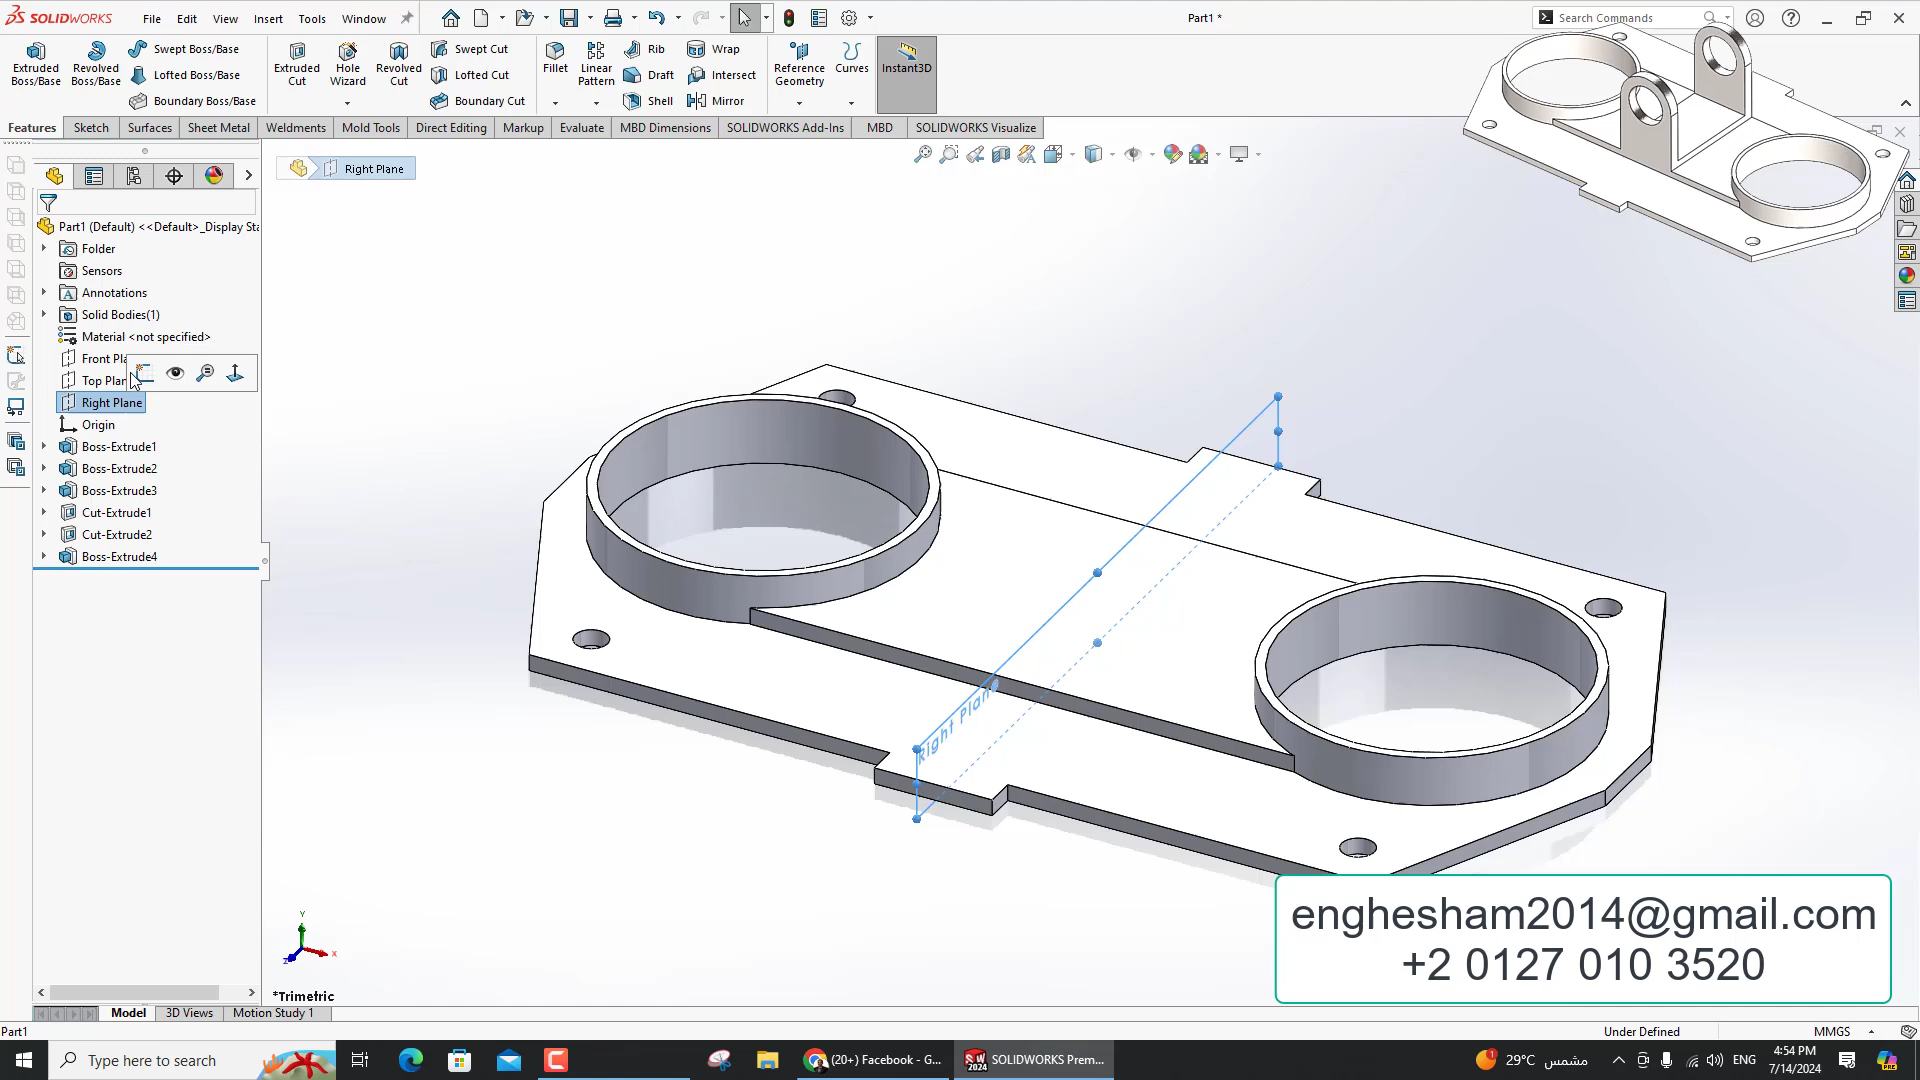 SOLIDWORKS File Edit View Insert Tools Window Part1 * Search Commands
Extruded Boss/Base Revolved Boss/Base Swept Boss/Base Lofted Boss/Base Boundary Boss/Base Extruded Cut Hole Wizard Revolved Cut Swept Cut Lofted Cut Boundary Cut Fillet Linear Pattern Rib Draft Shell Wrap Intersect Mirror Reference Geometry Curves Instant3D
Features Sketch Surfaces Sheet Metal Weldments Mold Tools Direct Editing Markup Evaluate MBD Dimensions SOLIDWORKS Add-Ins MBD SOLIDWORKS Visualize
Right Plane
Part1 (Default) <<Default>_Display Sta
Folder
Sensors
Annotations
Solid Bodies(1)
Material <not specified>
Front Pla
Top Plan
Right Plane
Origin
Boss-Extrude1
Boss-Extrude2
Boss-Extrude3
Cut-Extrude1
Cut-Extrude2
Boss-Extrude4
Right Plane
enghesham2014@gmail.com
+2 0127 010 3520
Y
X
Z
*Trimetric
Model 3D Views Motion Study 1
Part1 Under Defined MMGS
Type here to search (20+) Facebook - G... SOLIDWORKS Prem... 29°C مشمس ENG 4:54 PM
7/14/2024